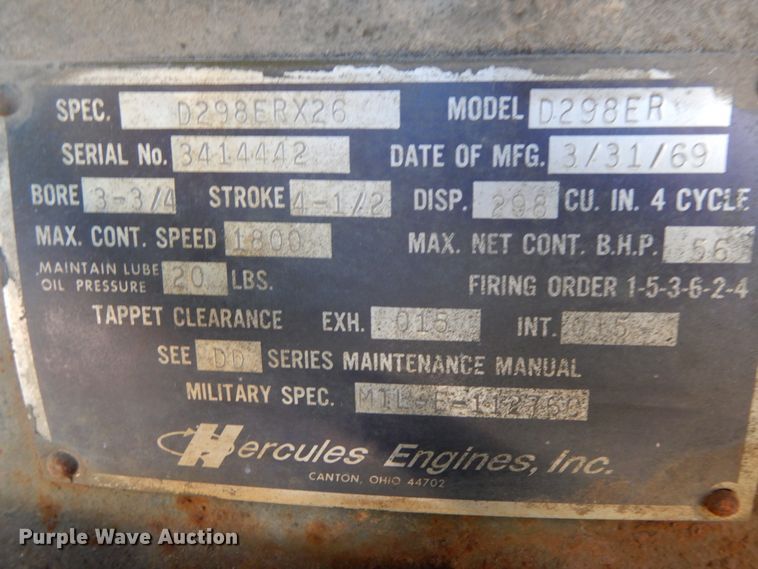 SPEC. D298ERX26 MODEL D298ER
SERIAL No. 3414442 DATE OF MFG. 3/31/69
BORE 3-3/4 STROKE 4-1/2 DISP. 298 CU. IN. 4 CYCLE
MAX. CONT. SPEED 1800 MAX. NET CONT. B.H.P. 56
MAINTAIN LUBE
OIL PRESSURE 20 LBS. FIRING ORDER 1-5-3-6-2-4
TAPPET CLEARANCE EXH. .015 INT. .015
SEE DD SERIES MAINTENANCE MANUAL
MILITARY SPEC.
Hercules Engines, Inc.
CANTON, OHIO 44702
Purple Wave Auction